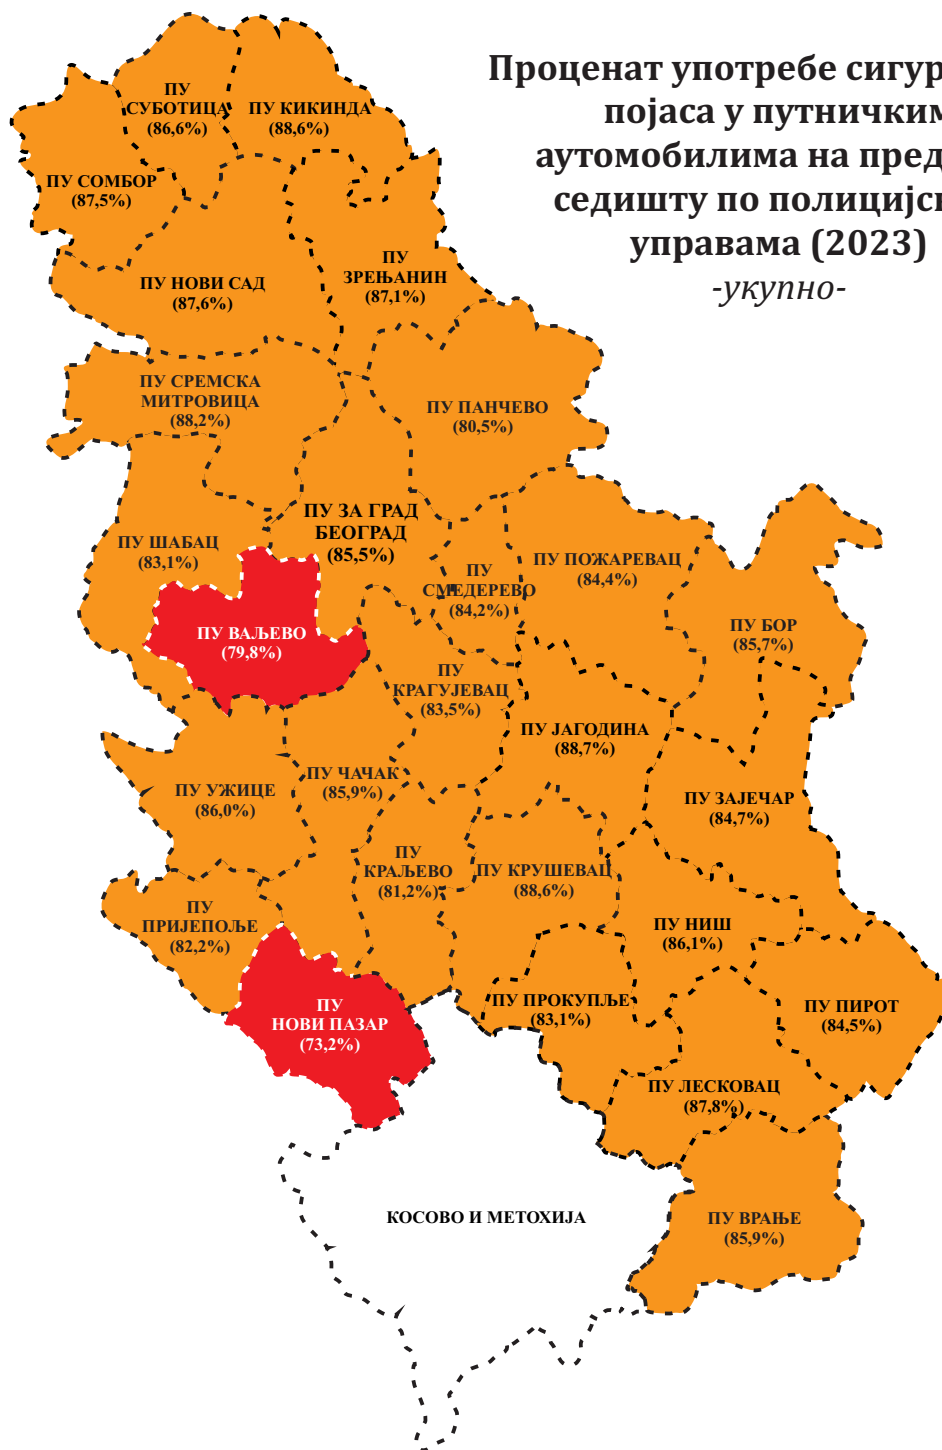 Проценат употребе
појаса у путничким
аутомобилима на
седишту по
управама (2023)
-укупно-
ПУ
СУБОТИЦА
(86,6%)
ПУ КИКИНДА
(88,6%)
ПУ СОМБОР
(87,5%)
ПУ НОВИ САД
(87,6%)
ПУ
ЗРЕЊАНИН
(87,1%)
ПУ СРЕМСКА
МИТРОВИЦА
(88,2%)
ПУ ПАНЧЕВО
(80,5%)
ПУ ЗА ГРАД
БЕОГРАД
(85,5%)
ПУ ШАБАЦ
(83,1%)
ПУ
СМЕДЕРЕВО
(84,2%)
ПУ ПОЖАРЕВАЦ
(84,4%)
ПУ БОР
(85,7%)
ПУ ВАЉЕВО
(79,8%)
ПУ
КРАГУЈЕВАЦ
(83,5%)
ПУ ЈАГОДИНА
(88,7%)
ПУ УЖИЦЕ
(86,0%)
ПУ ЧАЧАК
(85,9%)
ПУ ЗАЈЕЧАР
(84,7%)
ПУ
КРАЉЕВО
(81,2%)
ПУ КРУШЕВАЦ
(88,6%)
ПУ
ПРИЈЕПОЉЕ
(82,2%)
ПУ НИШ
(86,1%)
ПУ
НОВИ ПАЗАР
(73,2%)
ПУ ПРОКУПЉЕ
(83,1%)
ПУ ПИРОТ
(84,5%)
ПУ ЛЕСКОВАЦ
(87,8%)
КОСОВО И МЕТОХИЈА
ПУ ВРАЊЕ
(85,9%)